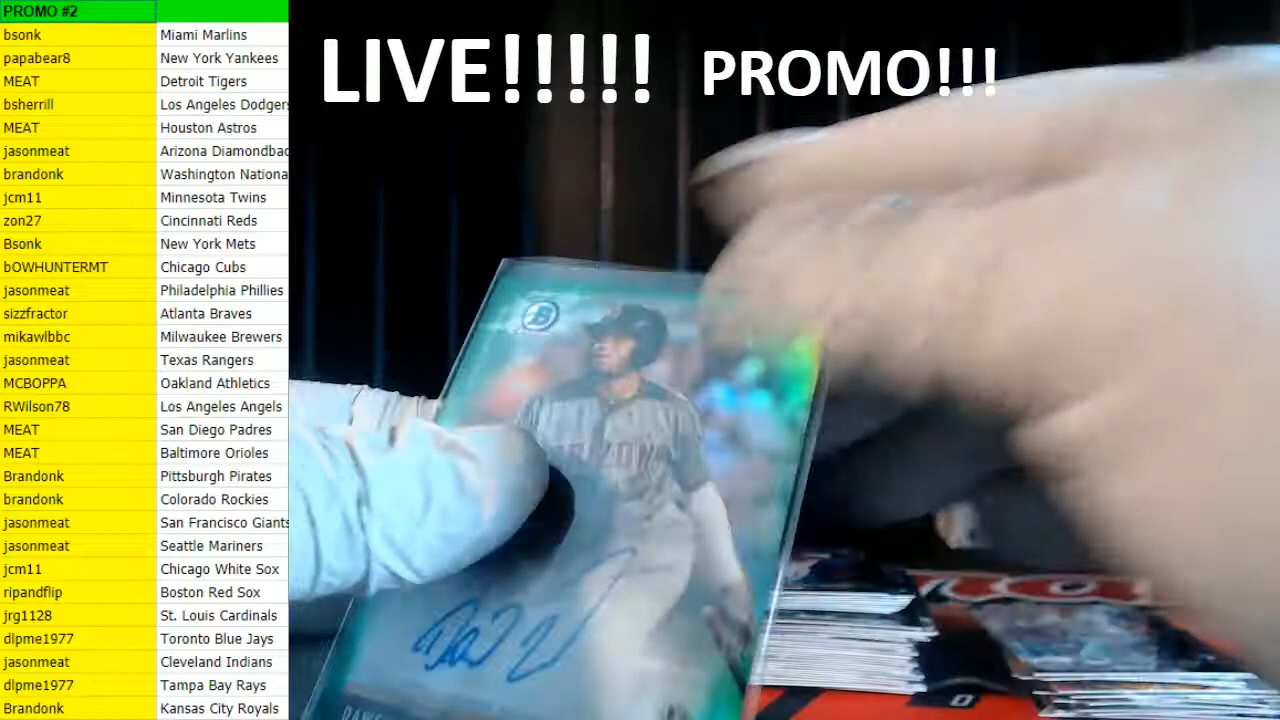 PROMO #2
bsonk Miami Marlins
papabear8 New York Yankees
MEAT Detroit Tigers
bsherrill Los Angeles Dodgers
MEAT Houston Astros
jasonmeat Arizona Diamondbac
brandonk Washington Nationa
jcm11 Minnesota Twins
zon27 Cincinnati Reds
Bsonk New York Mets
bOWHUNTERMT Chicago Cubs
jasonmeat Philadelphia Phillies
sizzfractor Atlanta Braves
mikawlbbc Milwaukee Brewers
jasonmeat Texas Rangers
MCBOPPA Oakland Athletics
RWilson78 Los Angeles Angels
MEAT San Diego Padres
MEAT Baltimore Orioles
Brandonk Pittsburgh Pirates
brandonk Colorado Rockies
jasonmeat San Francisco Giants
jasonmeat Seattle Mariners
jcm11 Chicago White Sox
ripandflip Boston Red Sox
jrg1128 St. Louis Cardinals
dlpme1977 Toronto Blue Jays
jasonmeat Cleveland Indians
dlpme1977 Tampa Bay Rays
Brandonk Kansas City Royals
LIVE!!!!! PROMO!!!
B